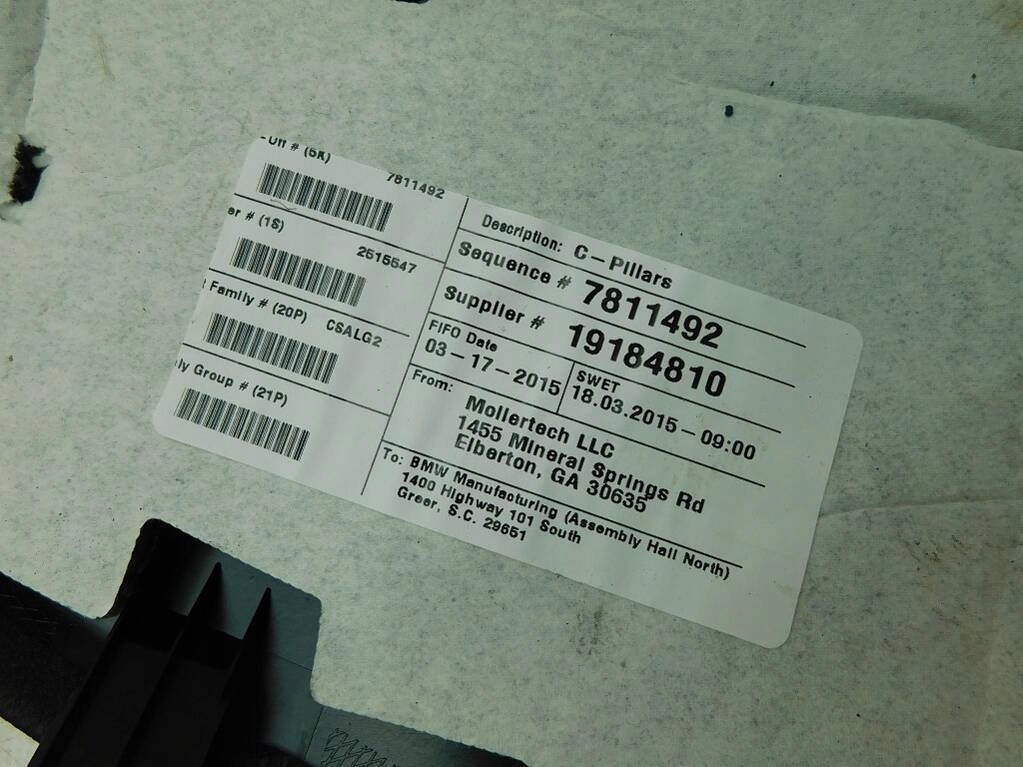 # (6K)
7811492
er # (1S)
2515547
Family # (20P) CSALG2
ly Group # (21P)
Description: C-Pillars
Sequence # 7811492
Supplier # 19184810
FIFO Date
03-17-2015
SWET
18.03.2015-09:00
From:
Mollertech LLC
1455 Mineral Springs Rd
Elberton, GA 30635
To: BMW Manufacturing (Assembly Hall North)
1400 Highway 101 South
Greer, S.C. 29651